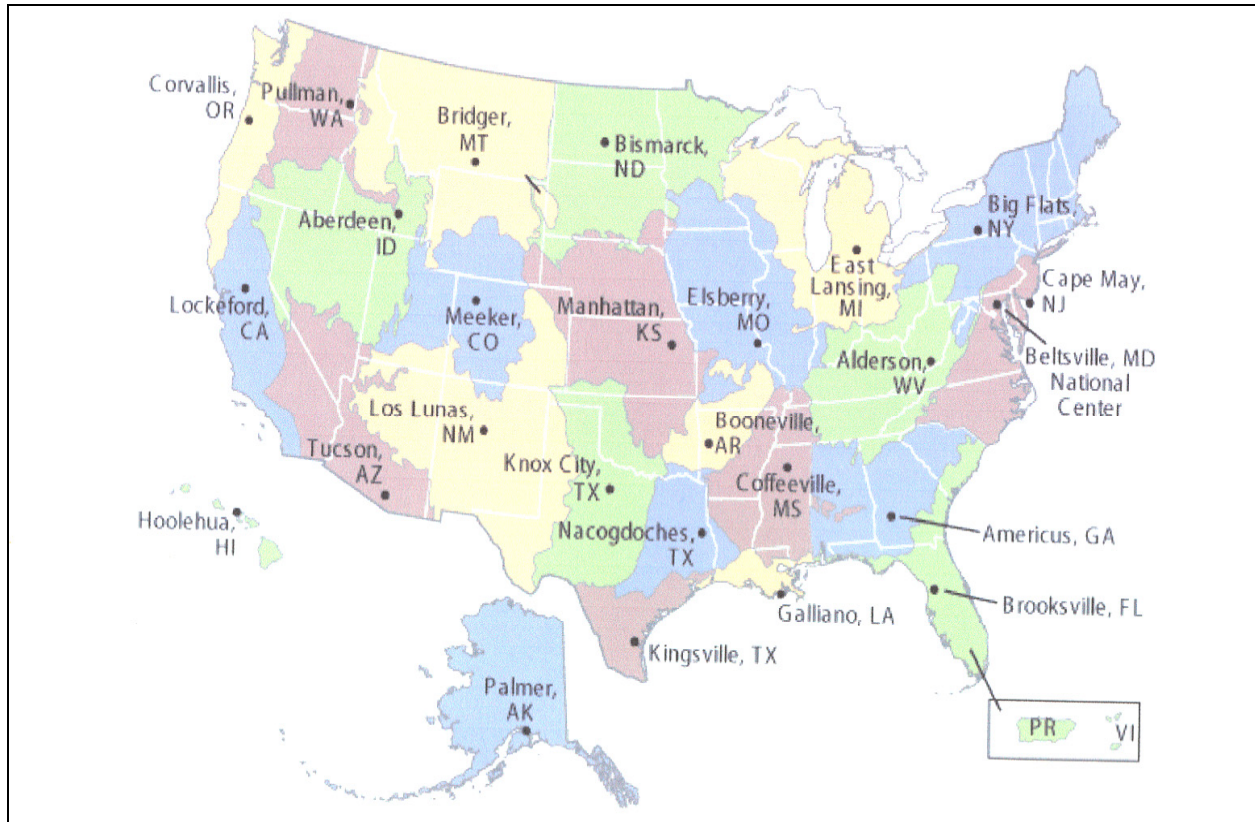 Corvallis,
OR
Pullman,
WA
Bridger,
MT
Bismarck,
ND
Aberdeen,
ID
Big Flats,
NY
East
Lansing,
MI
Cape May,
NJ
Lockeford,
CA
Meeker,
CO
Manhattan,
KS
Elsberry,
MO
Beltsville, MD
National
Center
Alderson,
WV
Los Lunas,
NM
Booneville,
AR
Tucson,
AZ
Knox City,
TX
Coffeeville,
MS
Hoolehua,
HI
Nacogdoches,
TX
Americus, GA
Galliano, LA
Brooksville, FL
Kingsville, TX
Palmer,
AK
PR
VI